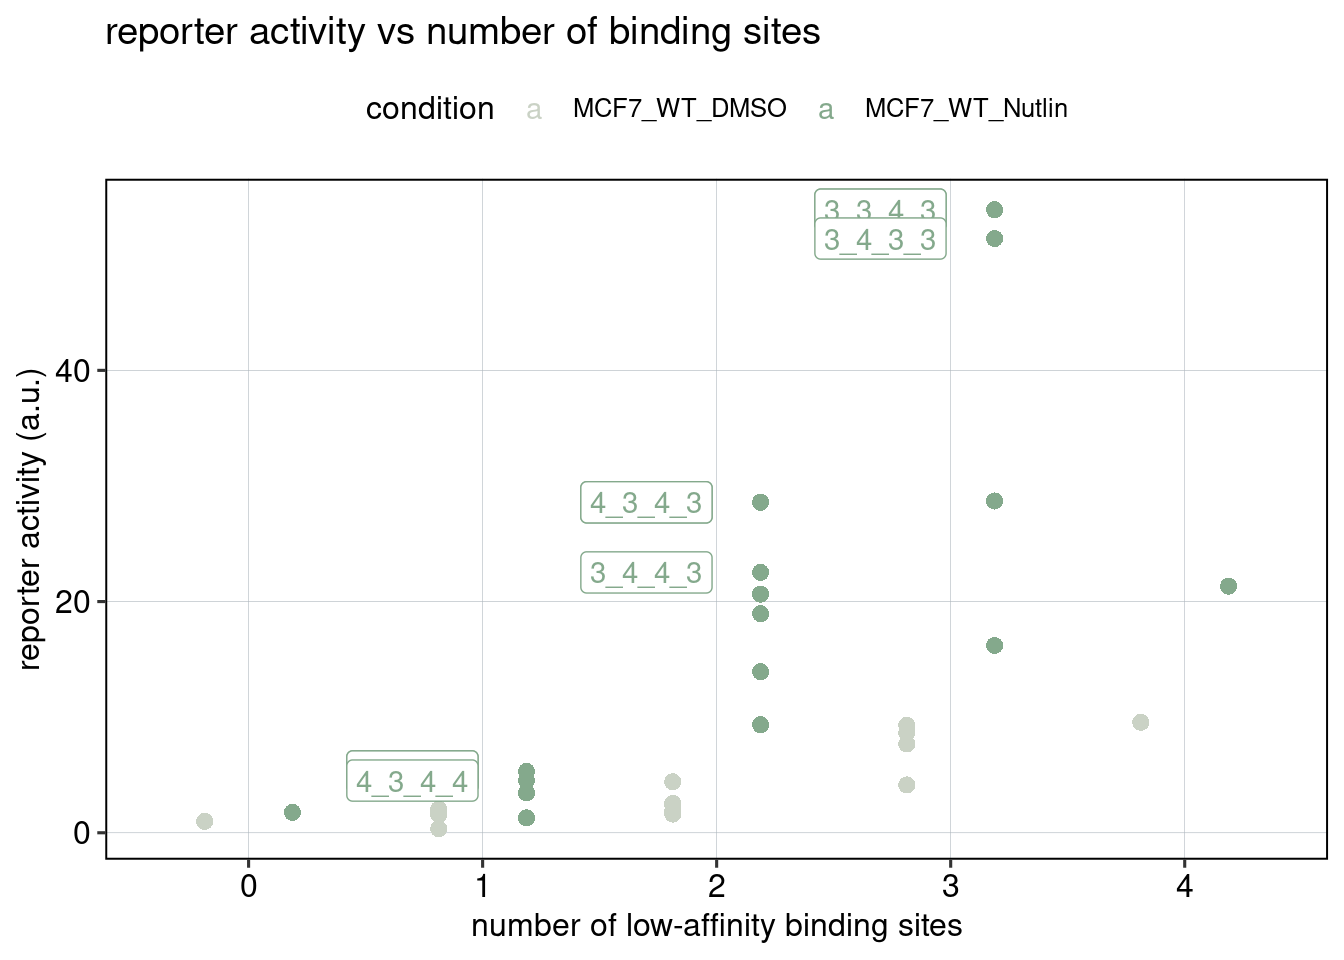 reporter activity vs number of binding sites
condition a MCF7_WT_DMSO a MCF7_WT_Nutlin
reporter activity (a.u.)
40
20
0
3_3_4_3
3_4_3_3
4_3_4_3
3_4_4_3
4_3_4_4
0 1 2 3 4
number of low-affinity binding sites